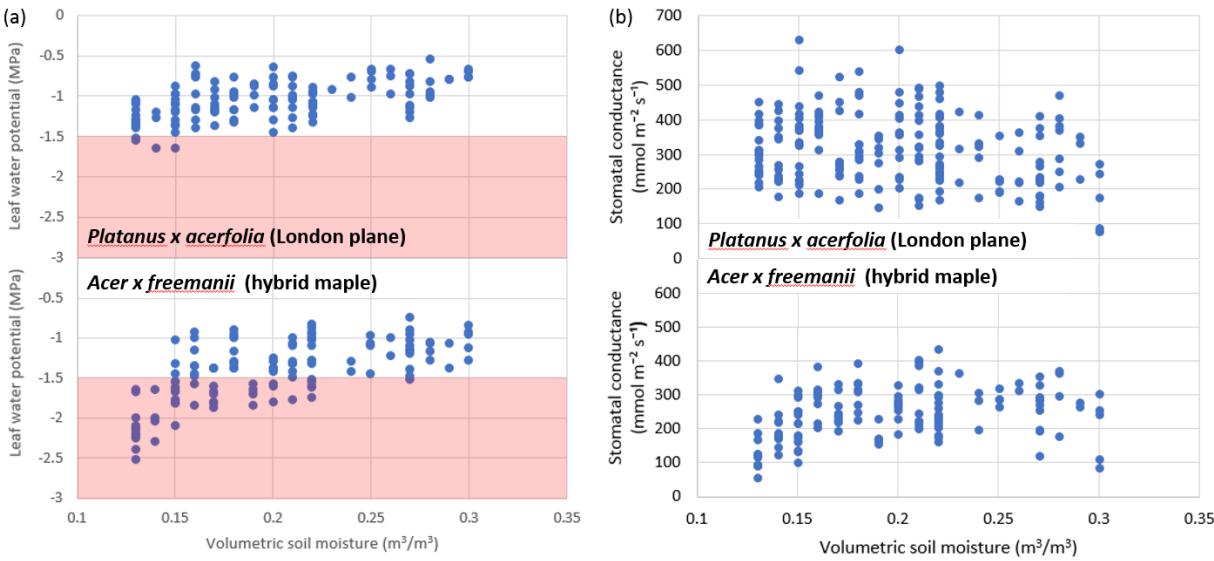 (a)
0
-0.5
-1
-1.5
-2
-2.5
-3
Leaf water potential (MPa)
Platanus x acerfolia (London plane)
Acer x freemanii (hybrid maple)
-0.5
-1
-1.5
-2
-2.5
-3
Leaf water potential (MPa)
0.1 0.15 0.2 0.25 0.3 0.35
Volumetric soil moisture (m³/m³)
(b)
700
600
500
400
300
200
100
0
Stomatal conductance
(mmol m⁻² s⁻¹)
Platanus x acerfolia (London plane)
Acer x freemanii (hybrid maple)
600
500
400
300
200
100
0
Stomatal conductance
(mmol m⁻² s⁻¹)
0.1 0.15 0.2 0.25 0.3 0.35
Volumetric soil moisture (m³/m³)